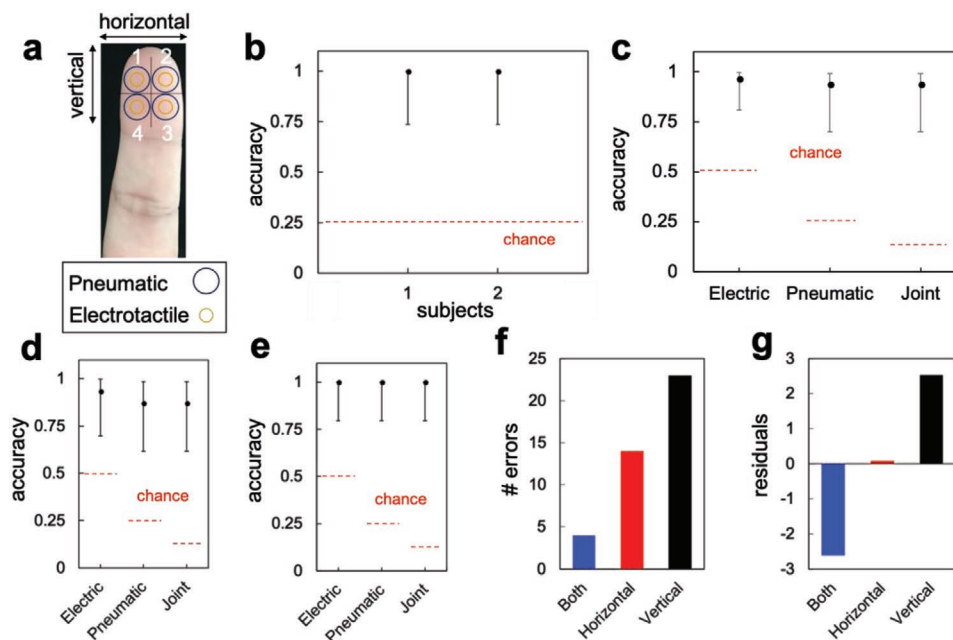 a
horizontal
vertical
1 2
4 3
Pneumatic
Electrotactile
b
accuracy
1
0.75
0.5
0.25
0
chance
1 2
subjects
c
accuracy
1
0.75
0.5
0.25
0
chance
Electric Pneumatic Joint
d
accuracy
1
0.75
0.5
0.25
0
chance
Electric
Pneumatic
Joint
e
accuracy
1
0.75
0.5
0.25
0
chance
Electric
Pneumatic
Joint
f
# errors
25
20
15
10
5
0
Both
Horizontal
Vertical
g
residuals
3
2
1
0
-1
-2
-3
Both
Horizontal
Vertical